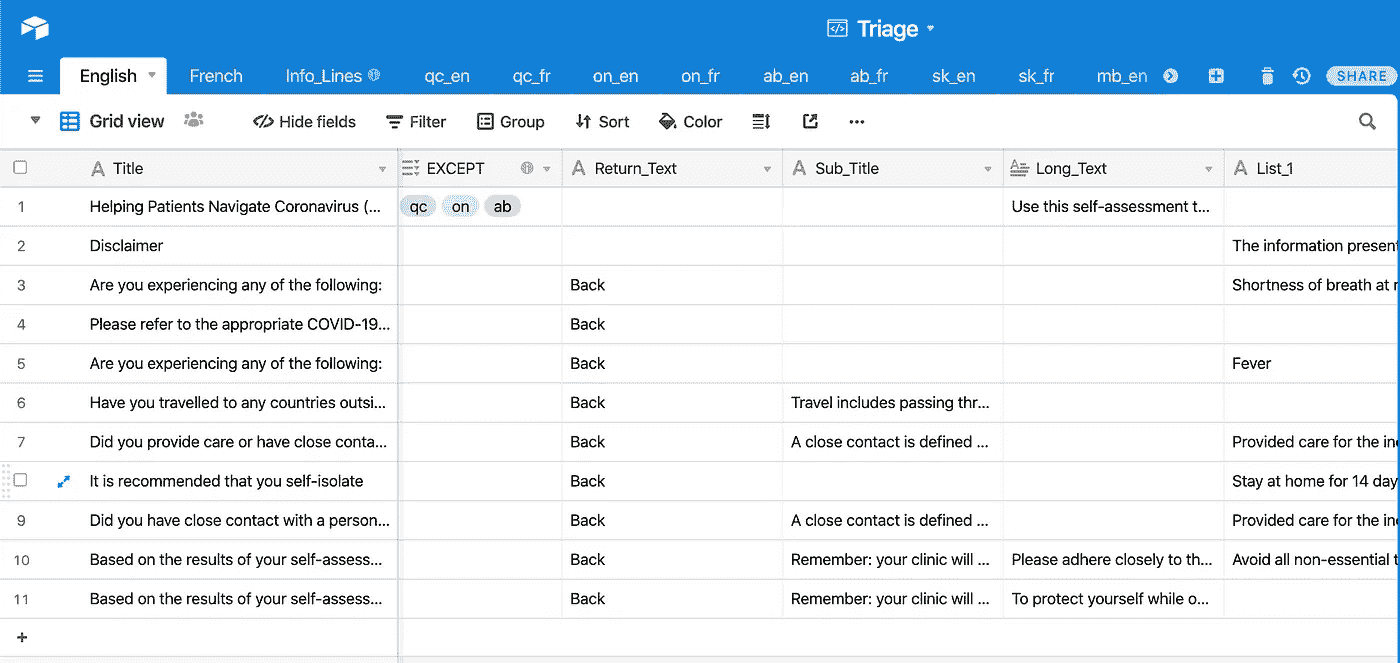 Triage
English French Info_Lines qc_en qc_fr on_en on_fr ab_en ab_fr sk_en sk_fr mb_en SHARE
Grid view Hide fields Filter Group Sort Color
Title EXCEPT Return_Text Sub_Title Long_Text List_1
1 Helping Patients Navigate Coronavirus (... qc on ab Use this self-assessment t...
2 Disclaimer The information presen
3 Are you experiencing any of the following: Back Shortness of breath at
4 Please refer to the appropriate COVID-19... Back
5 Are you experiencing any of the following: Back Fever
6 Have you travelled to any countries outsi... Back Travel includes passing thr...
7 Did you provide care or have close conta... Back A close contact is defined ... Provided care for the in
It is recommended that you self-isolate Back Stay at home for 14 day
9 Did you have close contact with a person... Back A close contact is defined ... Provided care for the in
10 Based on the results of your self-assess... Back Remember: your clinic will ... Please adhere closely to th... Avoid all non-essential
11 Based on the results of your self-assess... Back Remember: your clinic will ... To protect yourself while o...
+